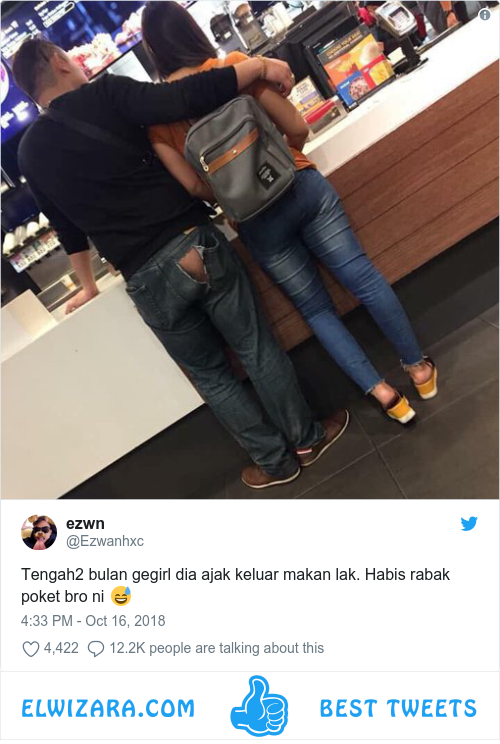 ezwn
@Ezwanhxc
Tengah2 bulan gegirl dia ajak keluar makan lak. Habis rabak
poket bro ni 😅
4:33 PM - Oct 16, 2018
4,422
12.2K people are talking about this
ELWIZARA.COM
BEST TWEETS